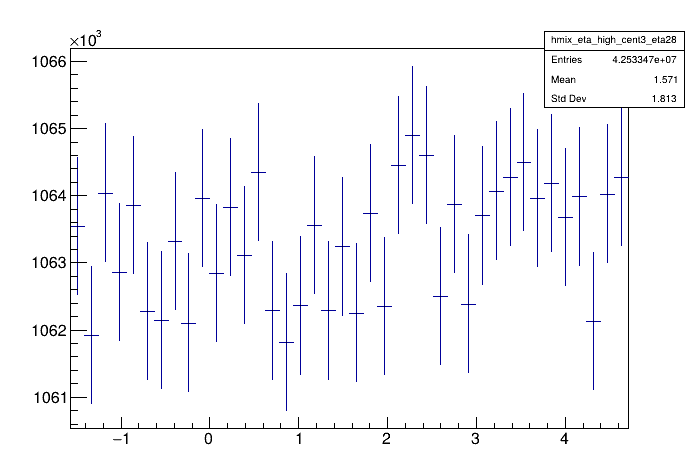 ×10³
hmix_eta_high_cent3_eta28
Entries 4.253347e+07
Mean 1.571
Std Dev 1.813
1066
1065
1064
1063
1062
1061
−1 0 1 2 3 4